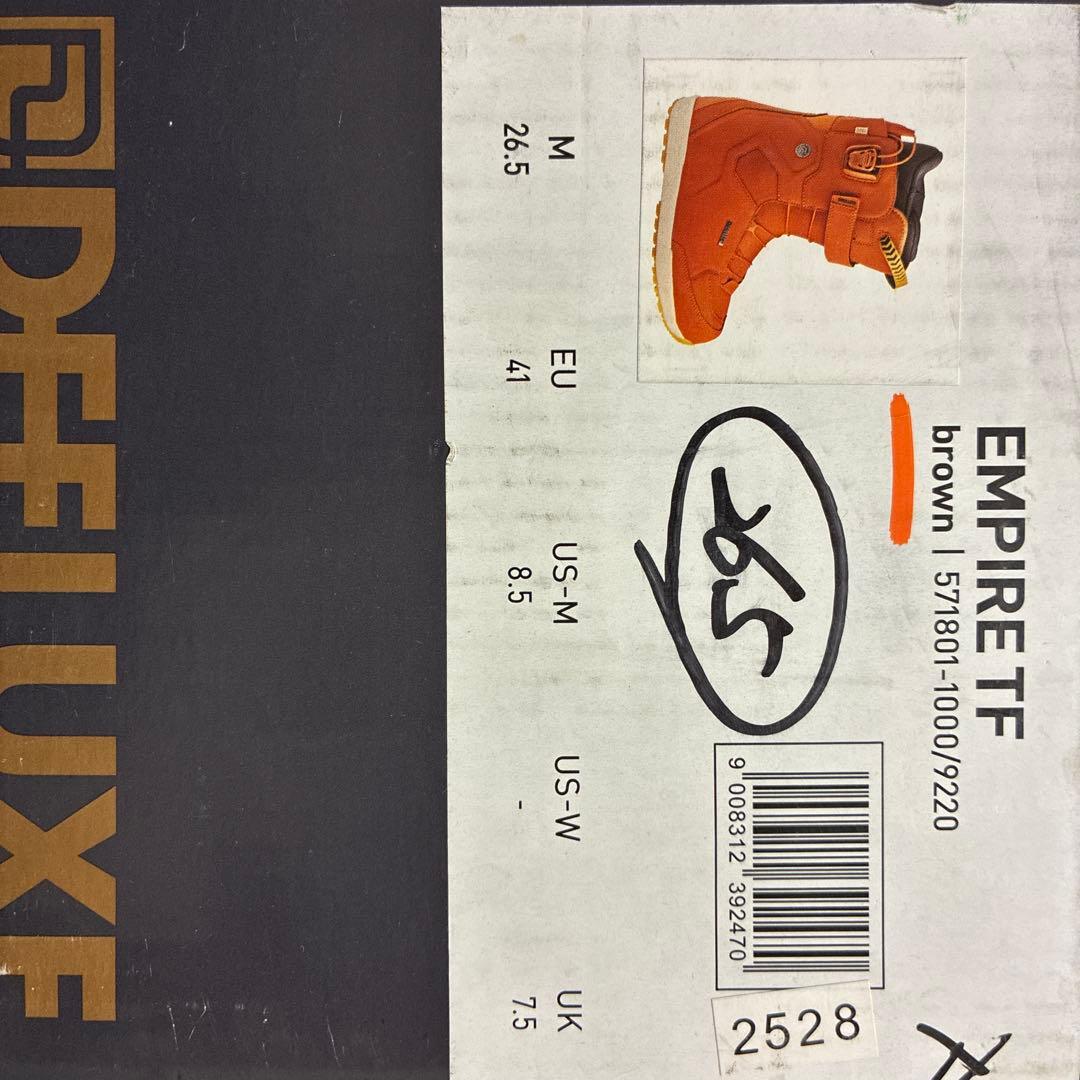 EMPIRE TF
brown | 571801-1000/9220
265
9 008312 392470
2528
M EU US-M US-W UK
26.5 41 8.5 - 7.5
DEELUXE